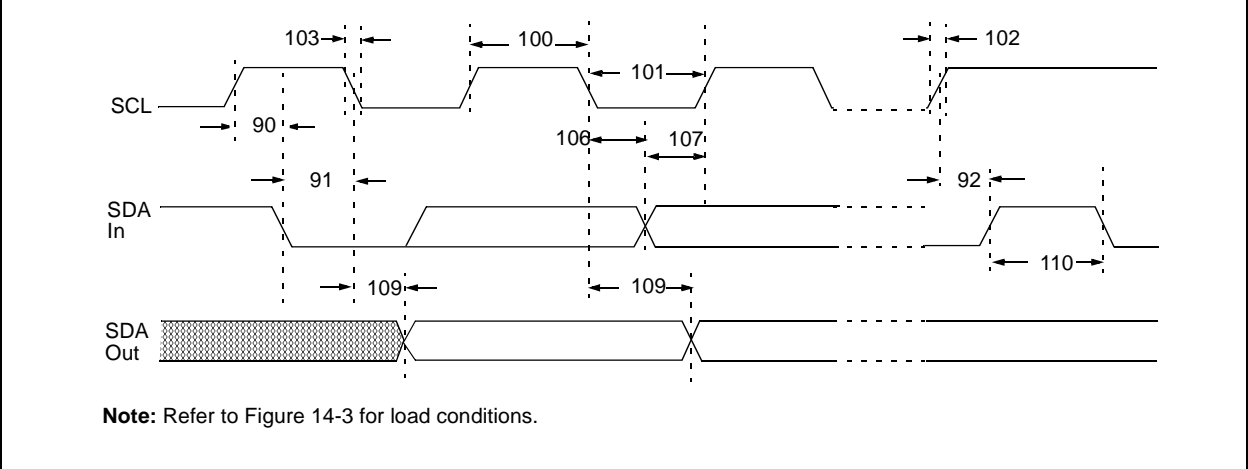 103
100
102
101
SCL
90
106
107
91
92
SDA
In
110
109
109
SDA
Out
Note: Refer to Figure 14-3 for load conditions.